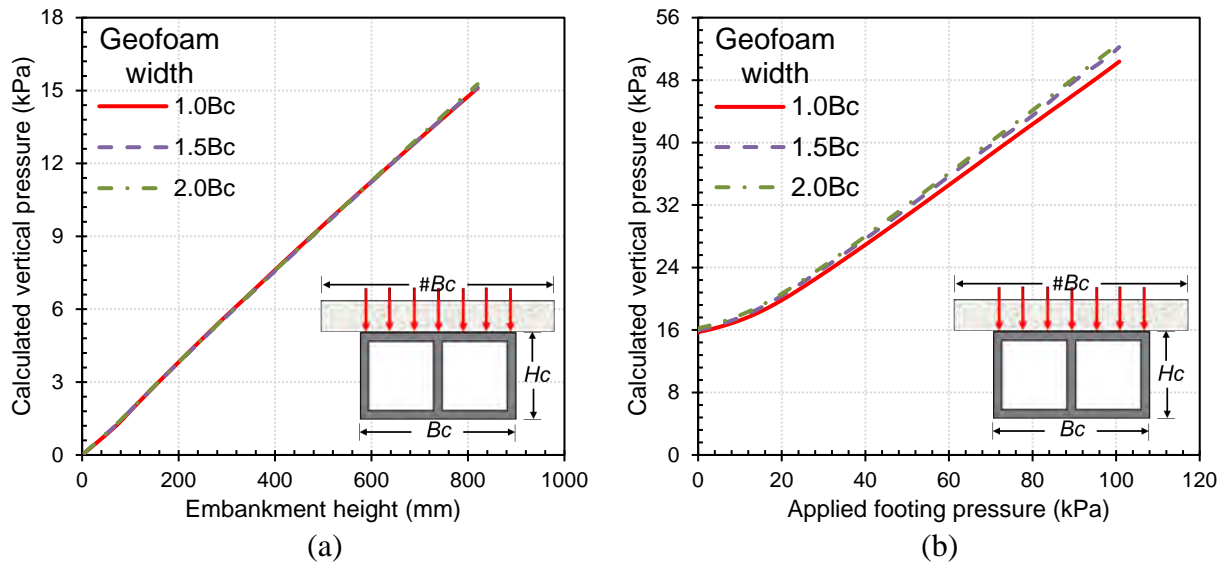 18
15
12
9
6
3
0
Calculated vertical pressure (kPa)
Geofoam
width
1.0Bc
1.5Bc
2.0Bc
#Bc
Hc
Bc
0 200 400 600 800 1000
Embankment height (mm)
(a)
56
48
40
32
24
16
8
0
Calculated vertical pressure (kPa)
Geofoam
width
1.0Bc
1.5Bc
2.0Bc
#Bc
Hc
Bc
0 20 40 60 80 100 120
Applied footing pressure (kPa)
(b)